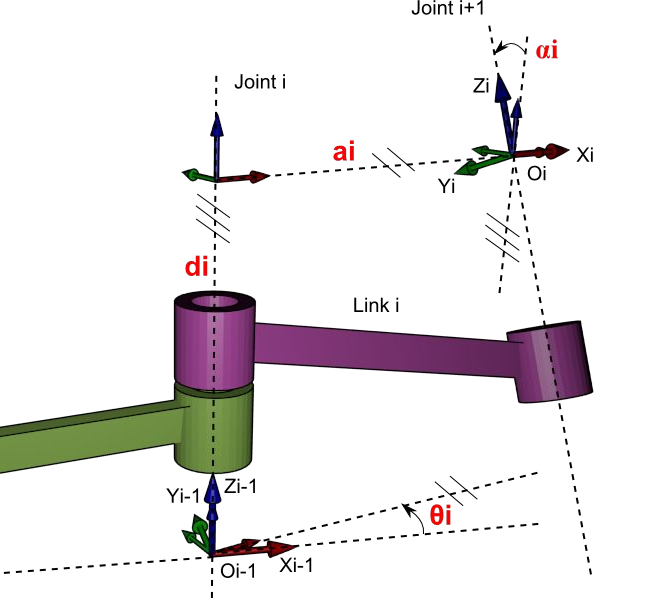 Joint i+1
αi
Joint i
Zi
ai
Xi
Oi
Yi
di
Link i
Yi-1
Zi-1
θi
Oi-1
Xi-1